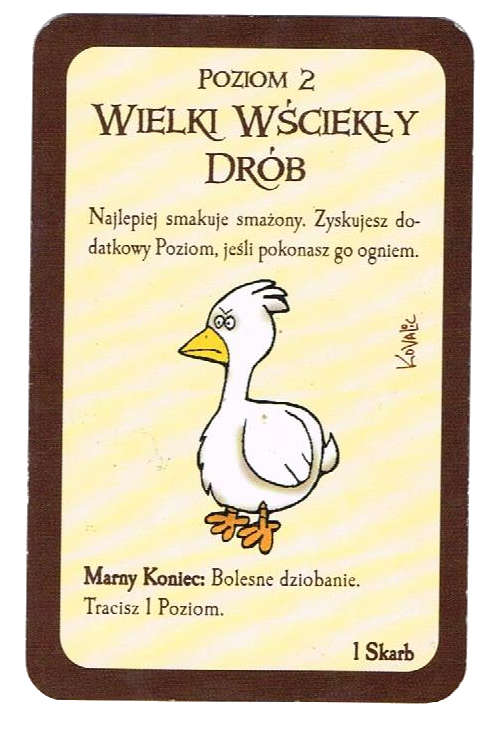 Poziom 2
Wielki Wściekły
Drób
Najlepiej smakuje smażony. Zyskujesz do-
datkowy Poziom, jeśli pokonasz go ogniem.
Kovalic
Marny Koniec: Bolesne dziobanie.
Tracisz 1 Poziom.
1 Skarb